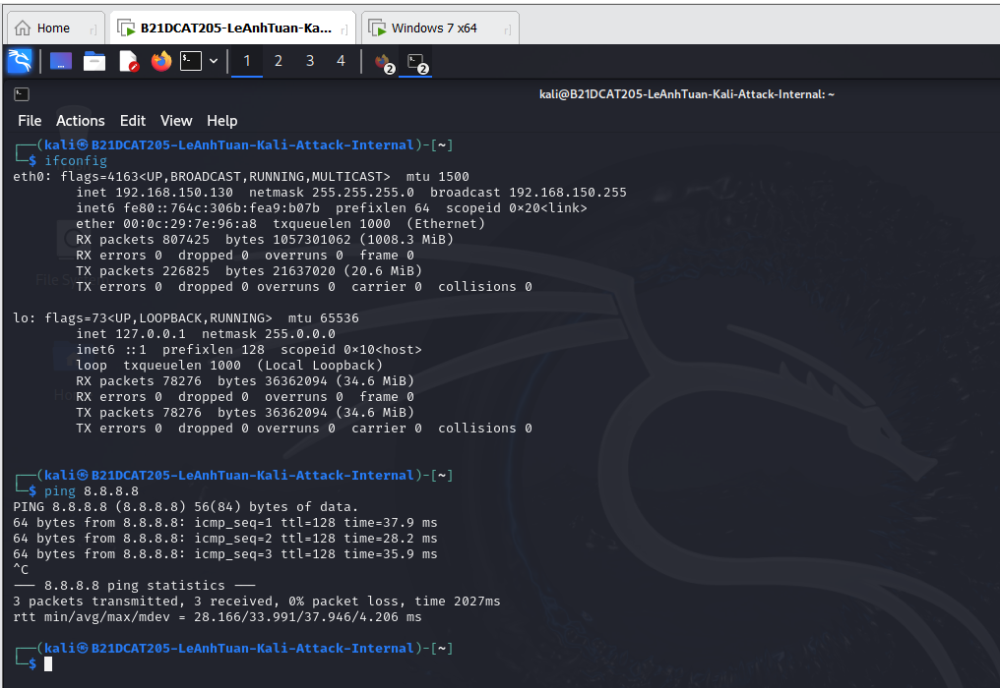 Home
B21DCAT205-LeAnhTuan-Ka...
Windows 7 x64
1 2 3 4
2 2
kali@B21DCAT205-LeAnhTuan-Kali-Attack-Internal: ~
File Actions Edit View Help
┌──(kali㉿B21DCAT205-LeAnhTuan-Kali-Attack-Internal)-[~]
└─$ ifconfig
eth0: flags=4163<UP,BROADCAST,RUNNING,MULTICAST>  mtu 1500
        inet 192.168.150.130  netmask 255.255.255.0  broadcast 192.168.150.255
        inet6 fe80::764c:306b:fea9:b07b  prefixlen 64  scopeid 0×20<link>
        ether 00:0c:29:7e:96:a8  txqueuelen 1000  (Ethernet)
        RX packets 807425  bytes 1057301062 (1008.3 MiB)
        RX errors 0  dropped 0  overruns 0  frame 0
        TX packets 226825  bytes 21637020 (20.6 MiB)
        TX errors 0  dropped 0 overruns 0  carrier 0  collisions 0
lo: flags=73<UP,LOOPBACK,RUNNING>  mtu 65536
        inet 127.0.0.1  netmask 255.0.0.0
        inet6 ::1  prefixlen 128  scopeid 0×10<host>
        loop  txqueuelen 1000  (Local Loopback)
        RX packets 78276  bytes 36362094 (34.6 MiB)
        RX errors 0  dropped 0  overruns 0  frame 0
        TX packets 78276  bytes 36362094 (34.6 MiB)
        TX errors 0  dropped 0 overruns 0  carrier 0  collisions 0
┌──(kali㉿B21DCAT205-LeAnhTuan-Kali-Attack-Internal)-[~]
└─$ ping 8.8.8.8
PING 8.8.8.8 (8.8.8.8) 56(84) bytes of data.
64 bytes from 8.8.8.8: icmp_seq=1 ttl=128 time=37.9 ms
64 bytes from 8.8.8.8: icmp_seq=2 ttl=128 time=28.2 ms
64 bytes from 8.8.8.8: icmp_seq=3 ttl=128 time=35.9 ms
^C
── 8.8.8.8 ping statistics ──
3 packets transmitted, 3 received, 0% packet loss, time 2027ms
rtt min/avg/max/mdev = 28.166/33.991/37.946/4.206 ms
┌──(kali㉿B21DCAT205-LeAnhTuan-Kali-Attack-Internal)-[~]
└─$